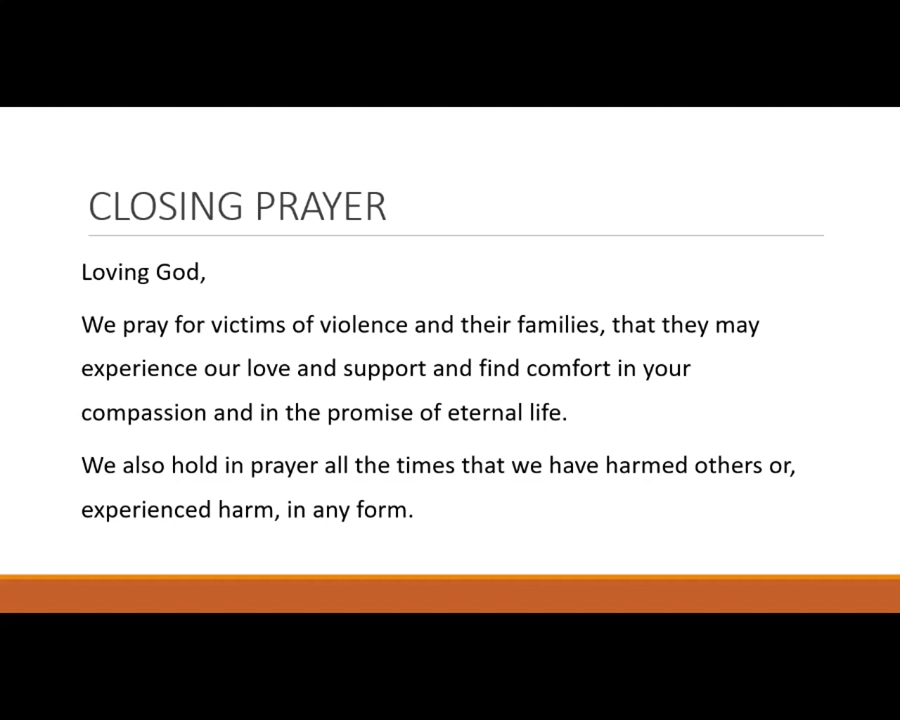 CLOSING PRAYER
Loving God,
We pray for victims of violence and their families, that they may
experience our love and support and find comfort in your
compassion and in the promise of eternal life.
We also hold in prayer all the times that we have harmed others or,
experienced harm, in any form.